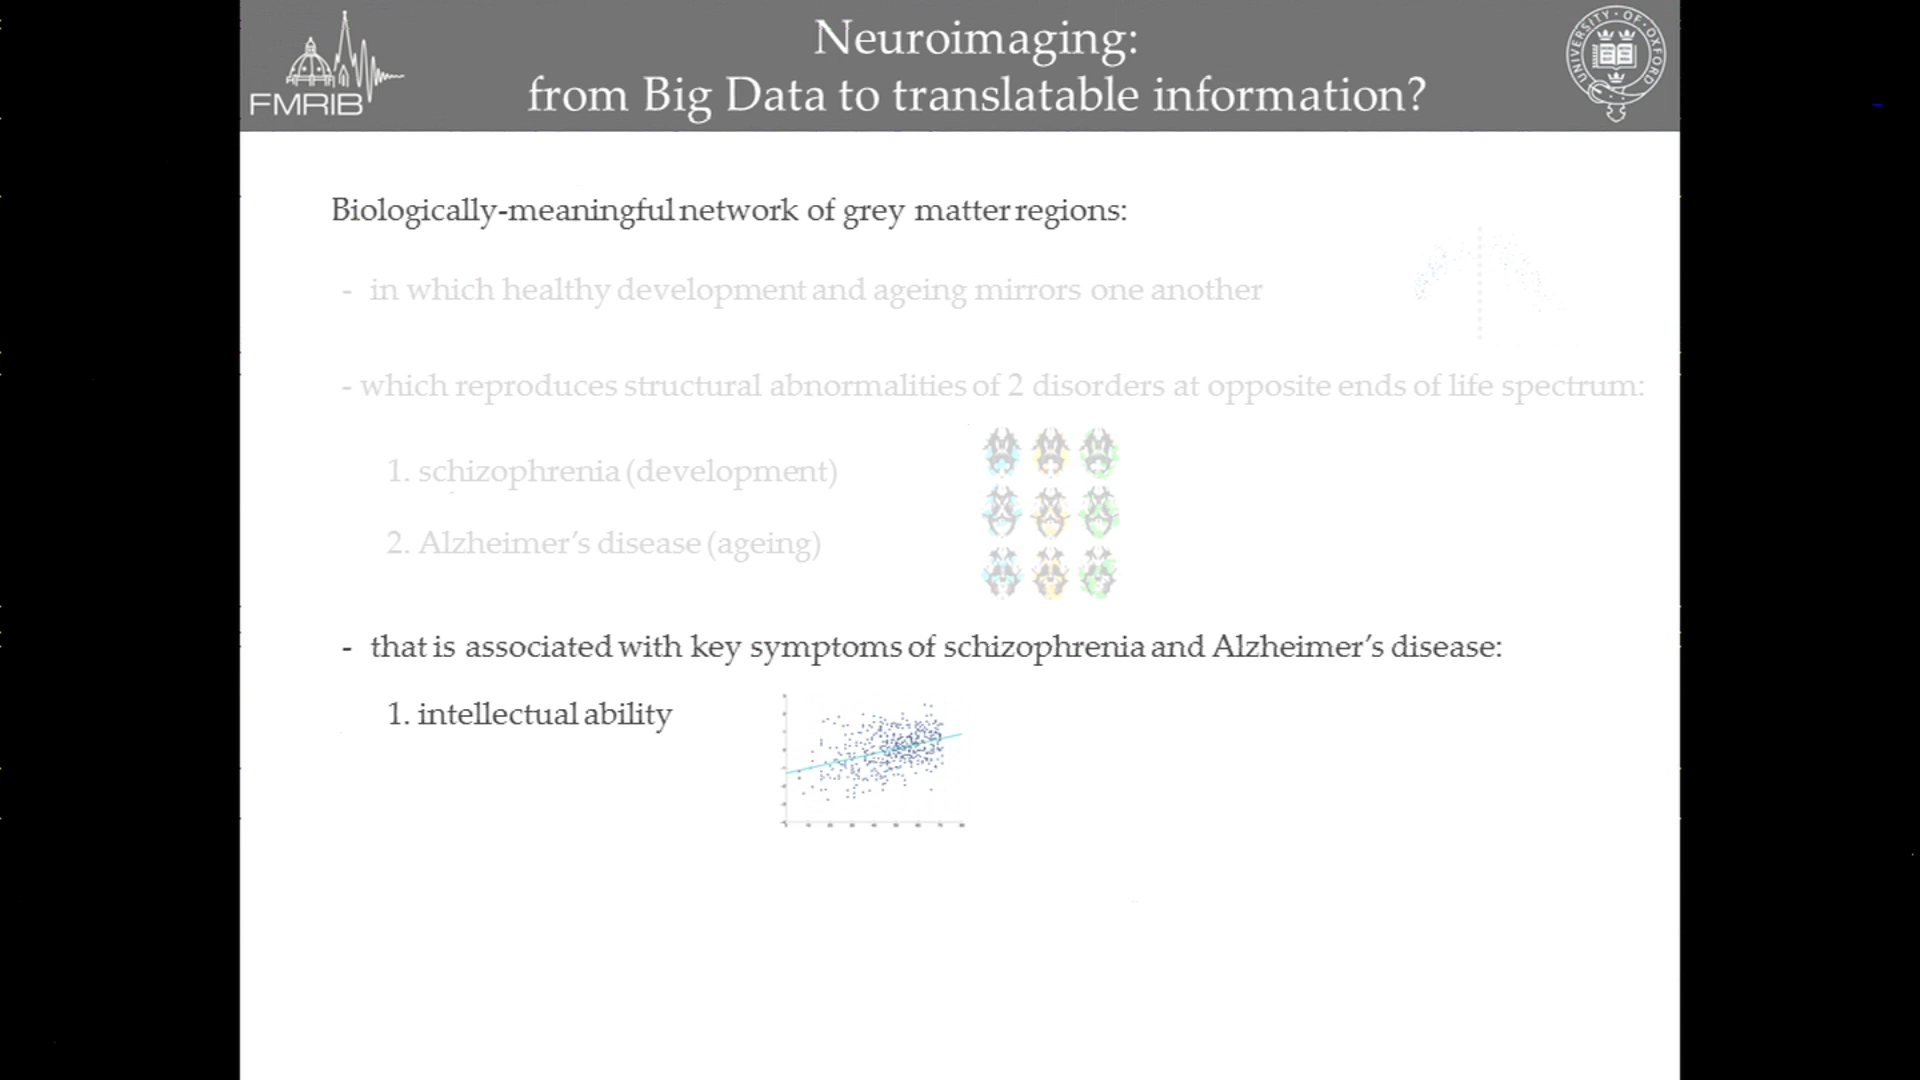 Neuroimaging:
from Big Data to translatable information?
FMRIB
UNIVERSITY · OF · OXFORD
Biologically-meaningful network of grey matter regions:
- in which healthy development and ageing mirrors one another
- which reproduces structural abnormalities of 2 disorders at opposite ends of life spectrum:
1. schizophrenia (development)
2. Alzheimer’s disease (ageing)
- that is associated with key symptoms of schizophrenia and Alzheimer’s disease:
1. intellectual ability